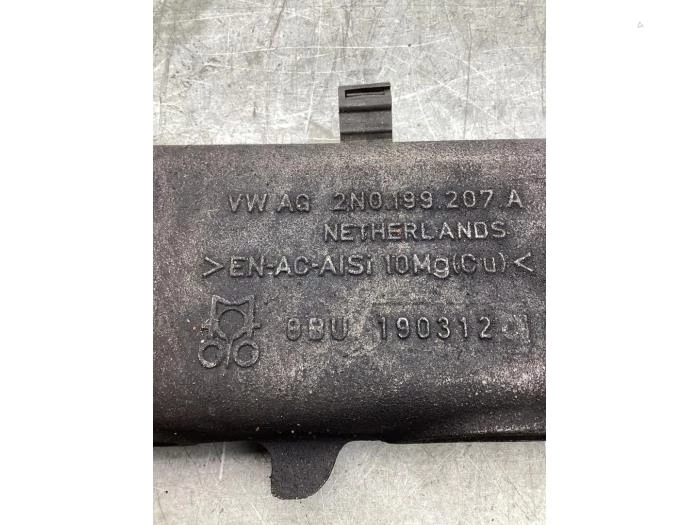 VW AG 2N0.199.207.A
NETHERLANDS
>EN-AC-AlSi 10Mg(Cu)<
8BU 190312